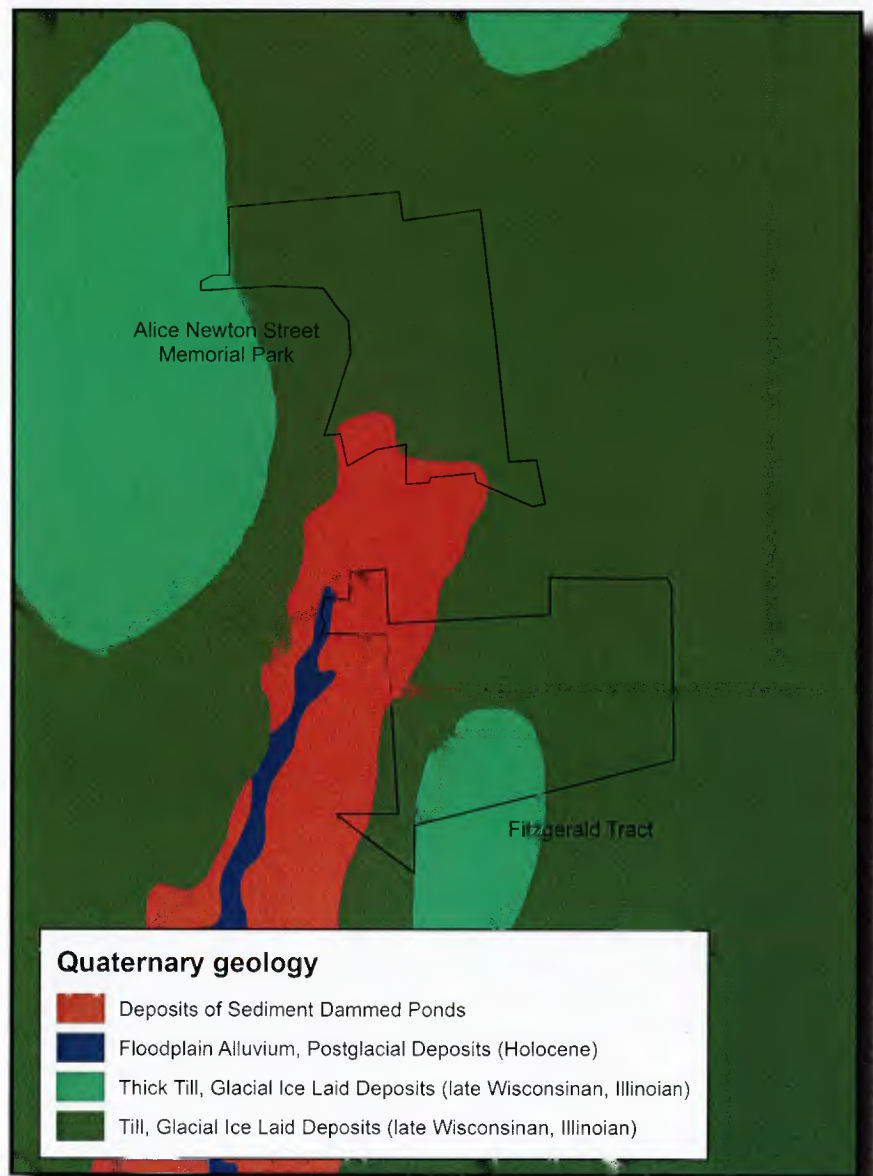 Alice Newton Street
Memorial Park
Fitzgerald Tract
Quaternary geology
Deposits of Sediment Dammed Ponds
Floodplain Alluvium, Postglacial Deposits (Holocene)
Thick Till, Glacial Ice Laid Deposits (late Wisconsinan, Illinoian)
Till, Glacial Ice Laid Deposits (late Wisconsinan, Illinoian)